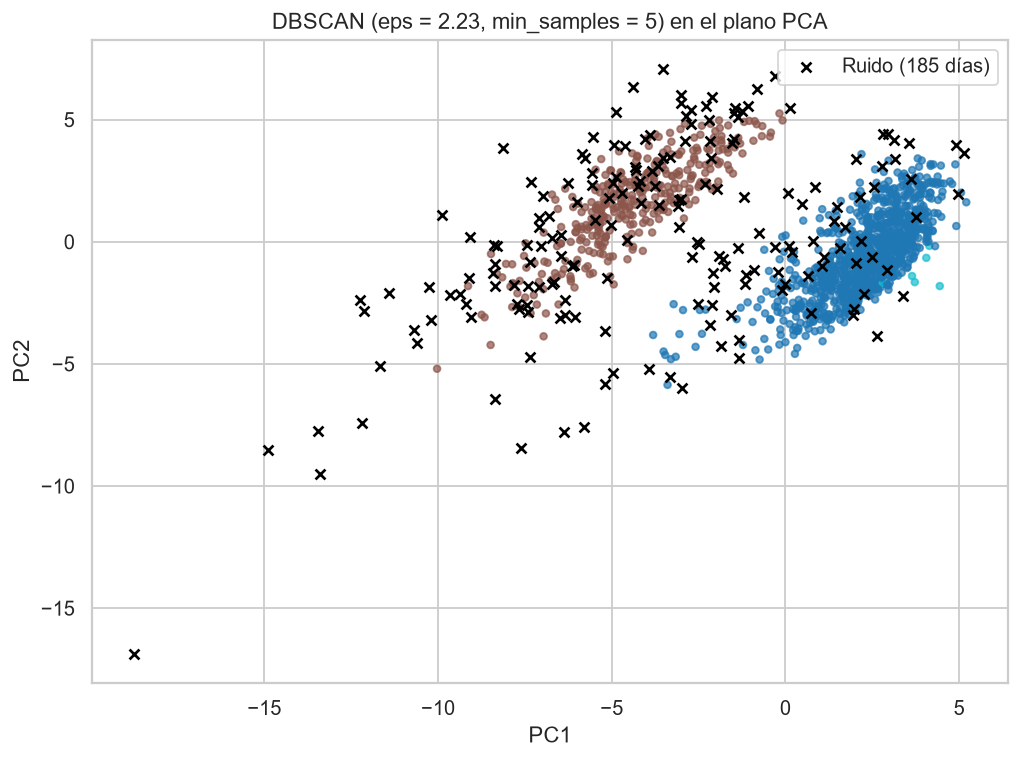 DBSCAN (eps = 2.23, min_samples = 5) en el plano PCA
Ruido (185 días)
5
0
−5
−10
−15
PC2
−15
−10
−5
0
5
PC1